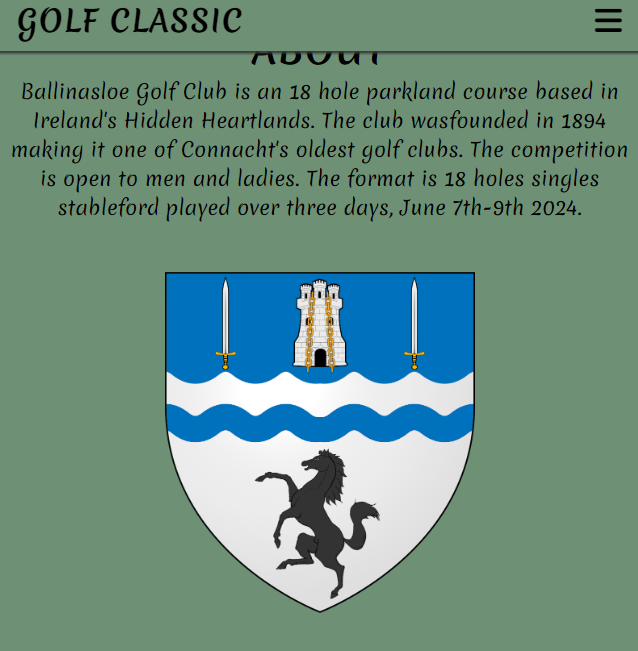 GOLF CLASSIC
ABOUT
Ballinasloe Golf Club is an 18 hole parkland course based in
Ireland's Hidden Heartlands. The club wasfounded in 1894
making it one of Connacht's oldest golf clubs. The competition
is open to men and ladies. The format is 18 holes singles
stableford played over three days, June 7th-9th 2024.